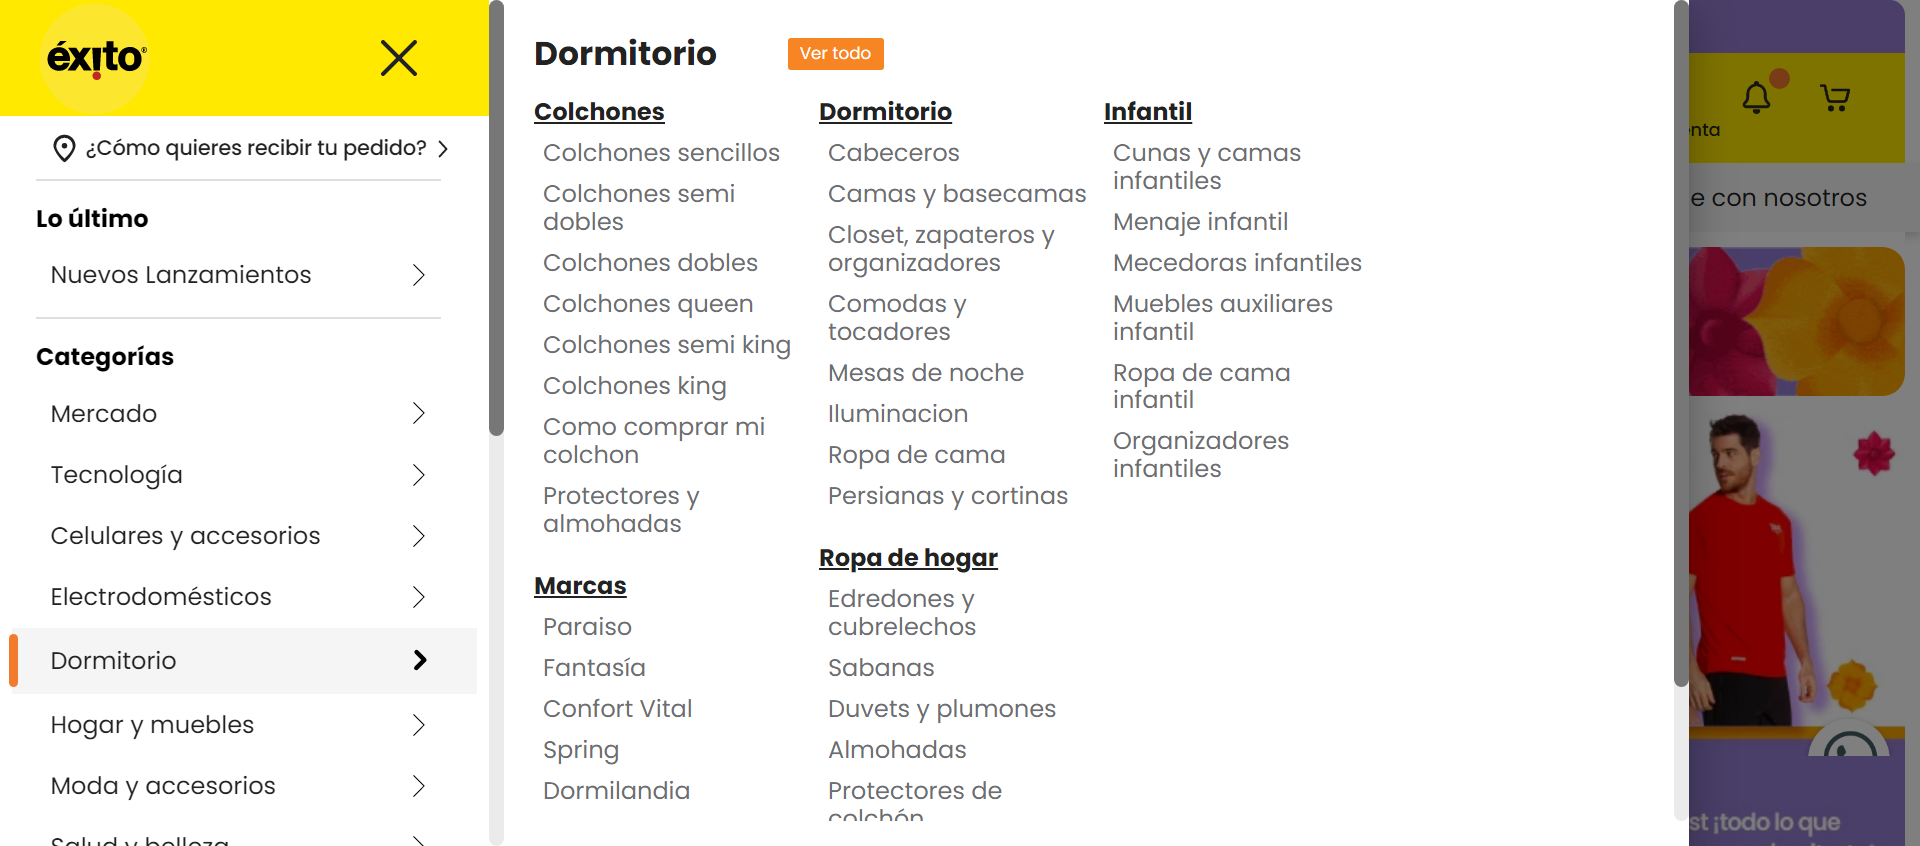 éxito®
¿Cómo quieres recibir tu pedido?
Lo último
Nuevos Lanzamientos
Categorías
Mercado
Tecnología
Celulares y accesorios
Electrodomésticos
Dormitorio
Hogar y muebles
Moda y accesorios
Salud y belleza
Dormitorio
Ver todo
Colchones
Colchones sencillos
Colchones semi
dobles
Colchones dobles
Colchones queen
Colchones semi king
Colchones king
Como comprar mi
colchon
Protectores y
almohadas
Marcas
Paraiso
Fantasía
Confort Vital
Spring
Dormilandia
Dormitorio
Cabeceros
Camas y basecamas
Closet, zapateros y
organizadores
Comodas y
tocadores
Mesas de noche
Iluminacion
Ropa de cama
Persianas y cortinas
Ropa de hogar
Edredones y
cubrelechos
Sabanas
Duvets y plumones
Almohadas
Protectores de
colchón
Infantil
Cunas y camas
infantiles
Menaje infantil
Mecedoras infantiles
Muebles auxiliares
infantil
Ropa de cama
infantil
Organizadores
infantiles
enta
e con nosotros
st ¡todo lo que